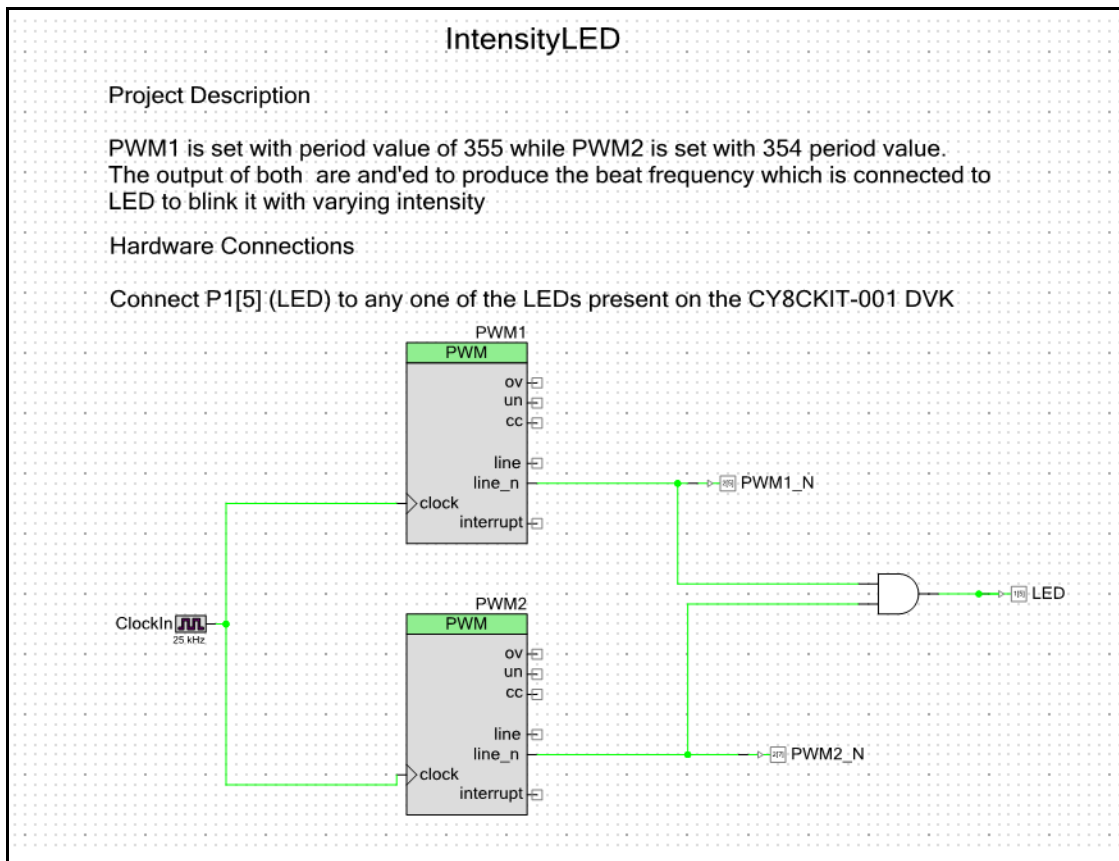 IntensityLED
Project Description
PWM1 is set with period value of 355 while PWM2 is set with 354 period value.
The output of both  are and'ed to produce the beat frequency which is connected to
LED to blink it with varying intensity
Hardware Connections
Connect P1[5] (LED) to any one of the LEDs present on the CY8CKIT-001 DVK
PWM1
PWM
ov
un
cc
line
line_n
PWM1_N
clock
interrupt
LED
PWM2
PWM
ClockIn
25 kHz
ov
un
cc
line
line_n
PWM2_N
clock
interrupt